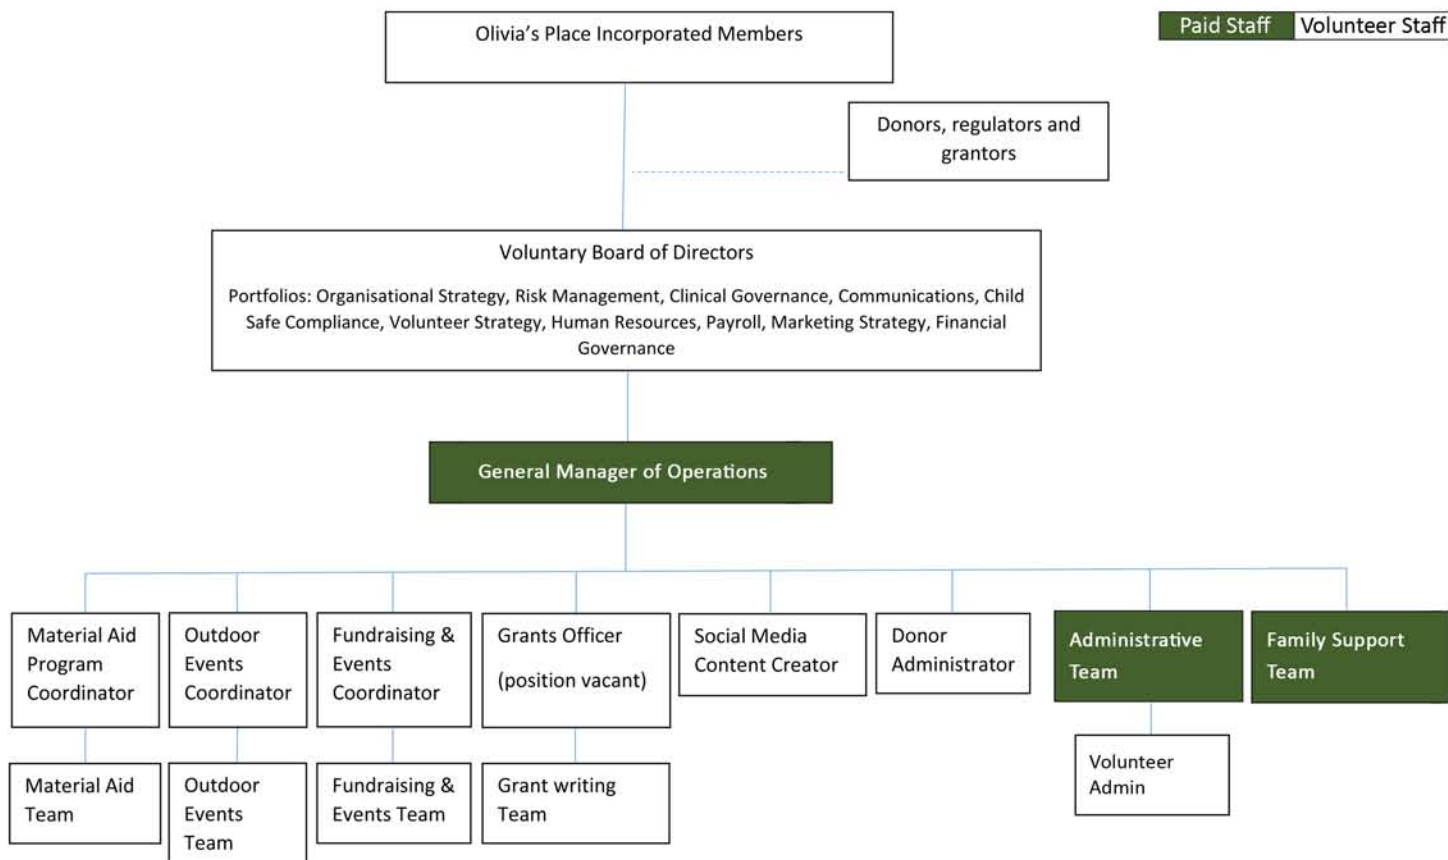 Olivia's Place Incorporated Members
Paid Staff
Volunteer Staff
Donors, regulators and
grantors
Voluntary Board of Directors
Portfolios: Organisational Strategy, Risk Management, Clinical Governance, Communications, Child
Safe Compliance, Volunteer Strategy, Human Resources, Payroll, Marketing Strategy, Financial
Governance
General Manager of Operations
Material Aid
Program
Coordinator
Outdoor
Events
Coordinator
Fundraising &
Events
Coordinator
Grants Officer
(position vacant)
Social Media
Content Creator
Donor
Administrator
Administrative
Team
Family Support
Team
Material Aid
Team
Outdoor
Events
Team
Fundraising &
Events Team
Grant writing
Team
Volunteer
Admin